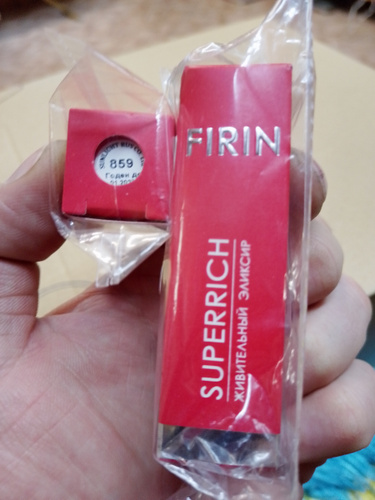 859
Годен до
FIRIN
SUPERRICH
ЖИВИТЕЛЬНЫЙ ЭЛИКСИР